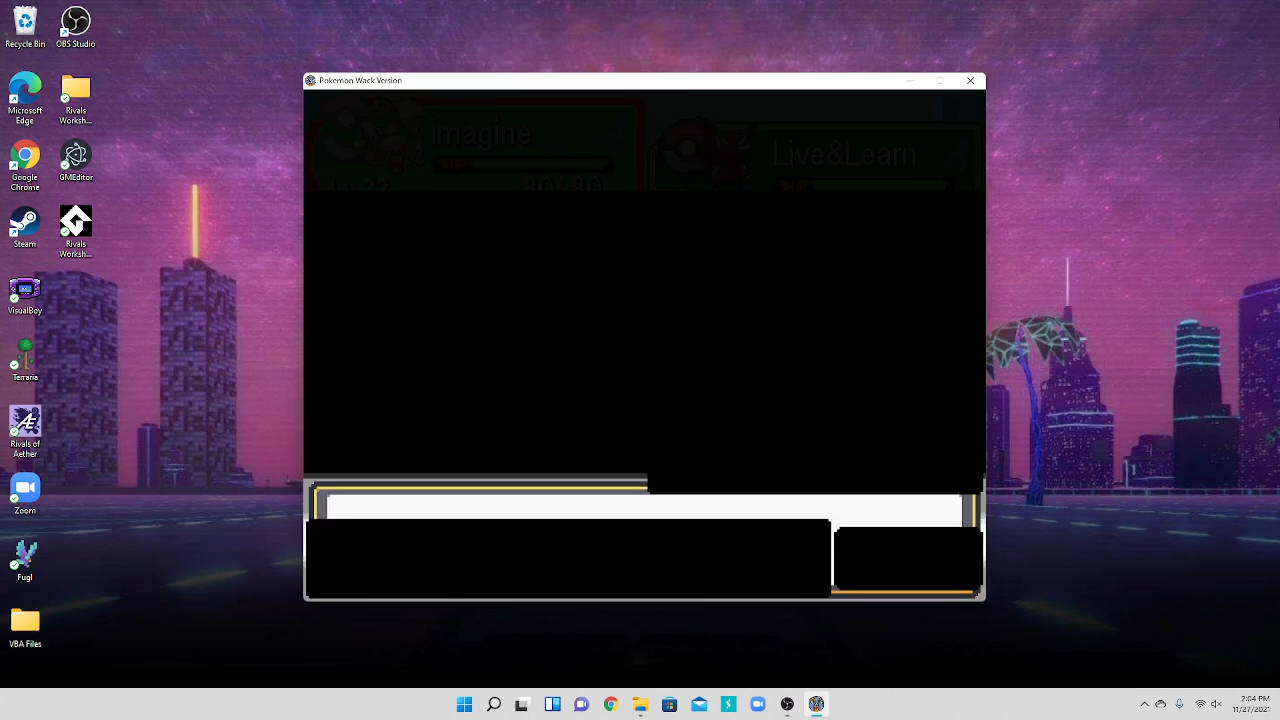 Recycle Bin
OBS Studio
Microsoft
Edge
Rivals
Worksh...
Google
Chrome
GMEditor
Steam
Rivals
Worksh...
VisualBoy
Terraria
Rivals of
Aether
Zoom
Fugl
VBA Files
Pokemon Wack Version
imagine
Live&Learn
HP
2:04 PM
11/27/2021